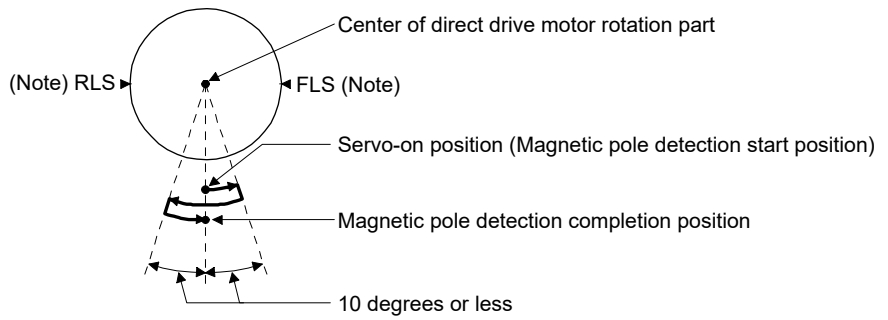 Center of direct drive motor rotation part
(Note) RLS
FLS (Note)
Servo-on position (Magnetic pole detection start position)
Magnetic pole detection completion position
10 degrees or less